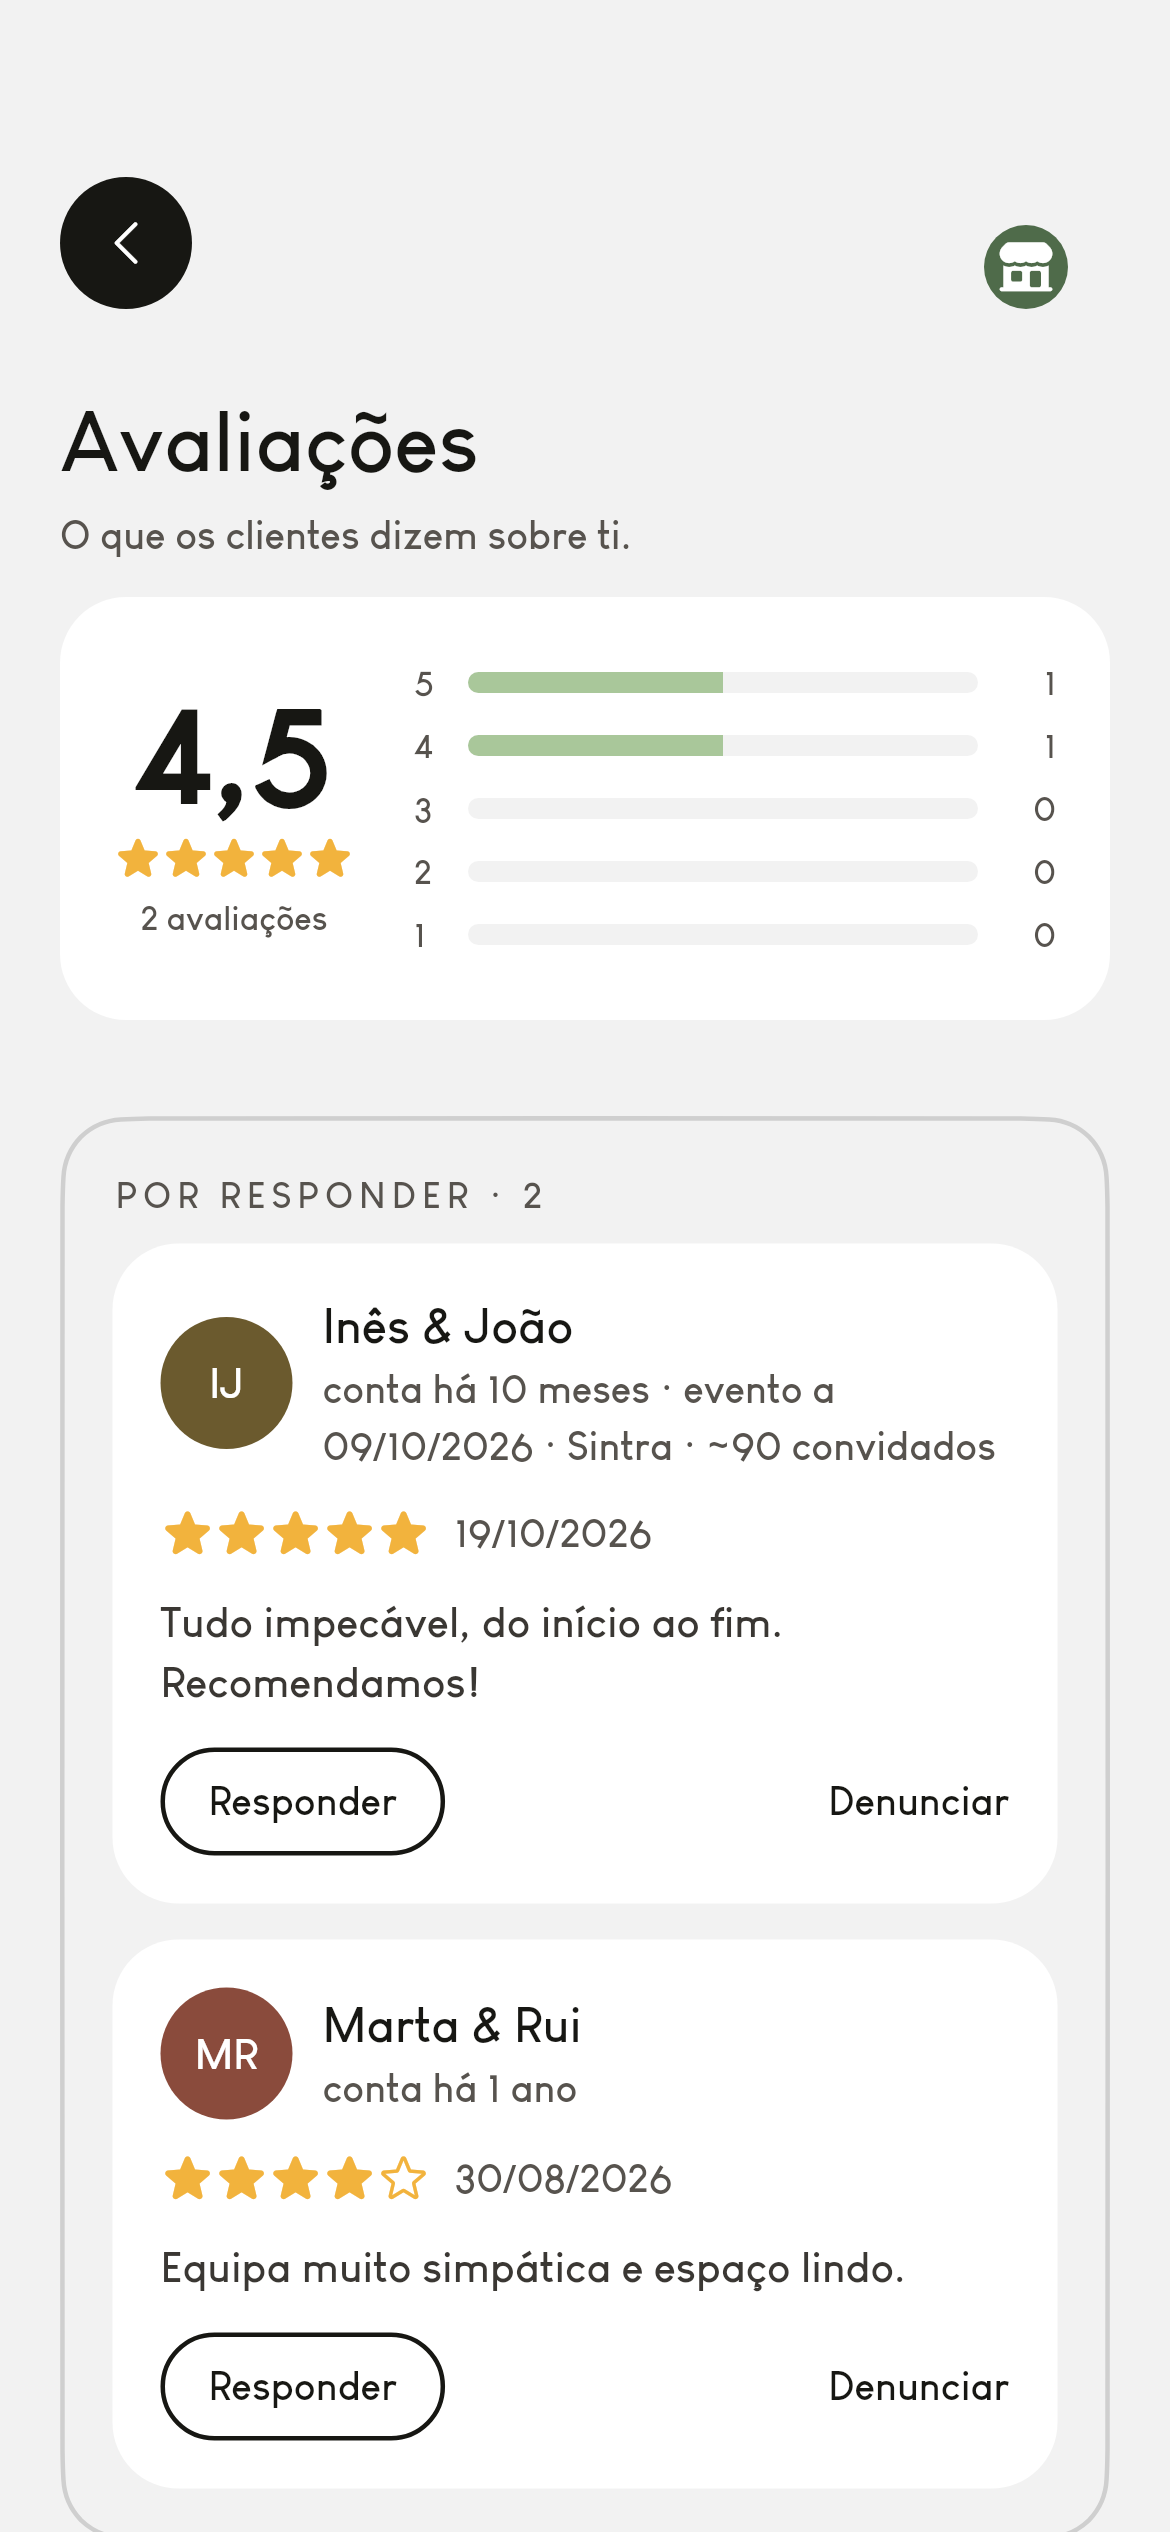 Avaliações
O que os clientes dizem sobre ti.
4,5
2 avaliações
5 1
4 1
3 0
2 0
1 0
POR RESPONDER · 2
IJ
Inês & João
conta há 10 meses · evento a
09/10/2026 · Sintra · ~90 convidados
19/10/2026
Tudo impecável, do início ao fim.
Recomendamos!
Responder Denunciar
MR
Marta & Rui
conta há 1 ano
30/08/2026
Equipa muito simpática e espaço lindo.
Responder Denunciar